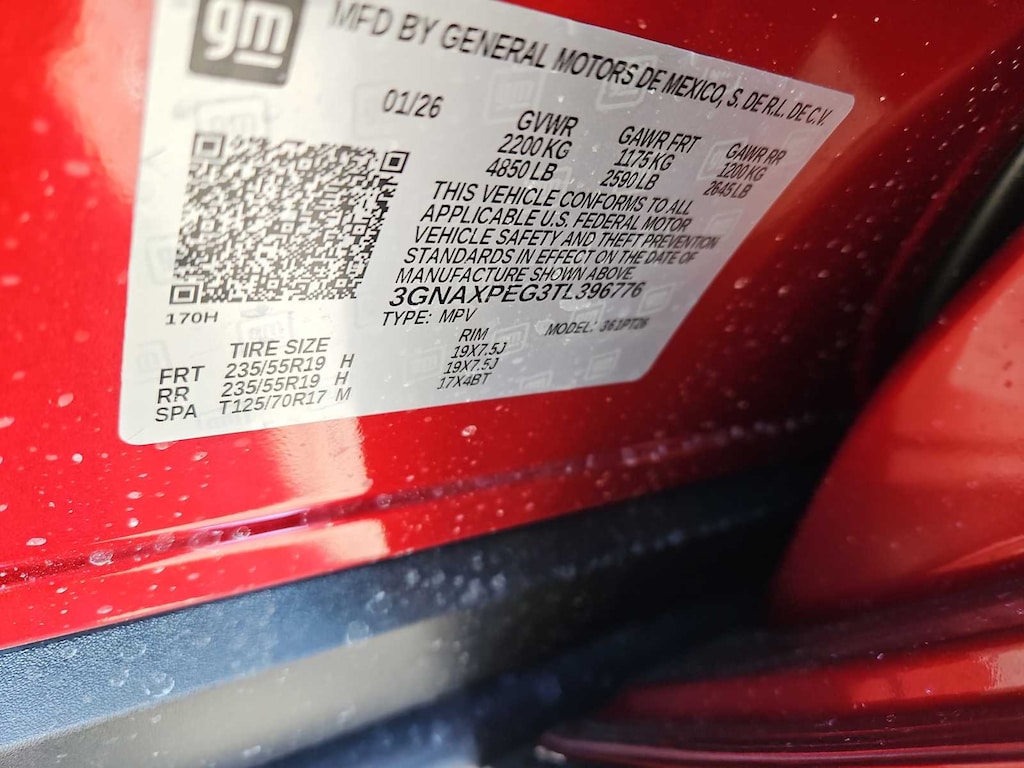 gm
MFD BY GENERAL MOTORS DE MEXICO, S. DE R.L. DE C.V.
01/26
GVWR GAWR FRT GAWR RR
2200 KG 1175 KG 1200 KG
4850 LB 2590 LB 2645 LB
THIS VEHICLE CONFORMS TO ALL
APPLICABLE U.S. FEDERAL MOTOR
VEHICLE SAFETY AND THEFT PREVENTION
STANDARDS IN EFFECT ON THE DATE OF
MANUFACTURE SHOWN ABOVE
3GNAXPEG3TL396776
TYPE: MPV MODEL: 361PT26
170H
TIRE SIZE RIM
FRT 235/55R19 H 19X7.5J
RR 235/55R19 H 19X7.5J
SPA T125/70R17 M 17X4BT